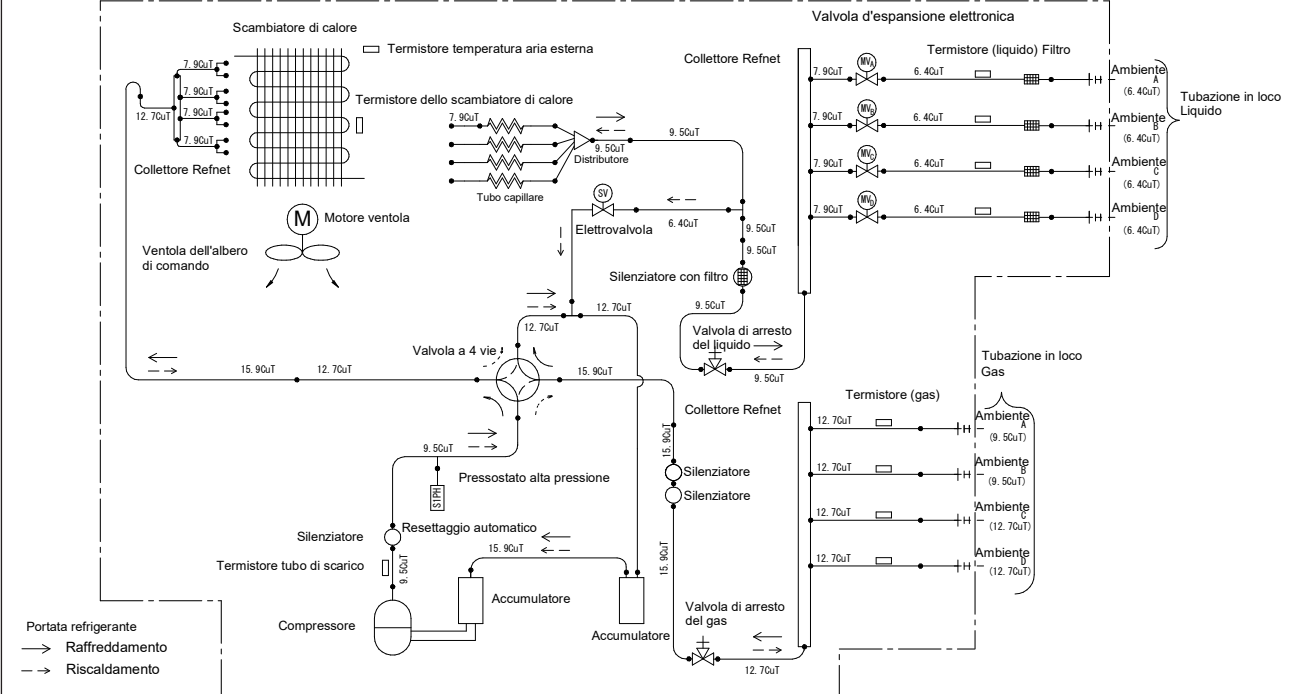 Valvola d'espansione elettronica
Scambiatore di calore
Termistore temperatura aria esterna
Collettore Refnet
Termistore (liquido) Filtro
7.9CuT
7.9CuT
7.9CuT
7.9CuT
12.7CuT
Collettore Refnet
Termistore dello scambiatore di calore
7.9CuT
9.5CuT
9.5CuT
Distributore
Tubo capillare
7.9CuT
MVA
6.4CuT
Ambiente
A
(6.4CuT)
7.9CuT
MVB
6.4CuT
Ambiente
B
(6.4CuT)
7.9CuT
MVC
6.4CuT
Ambiente
C
(6.4CuT)
7.9CuT
MVD
6.4CuT
Ambiente
D
(6.4CuT)
Tubazione in loco
Liquido
M
Motore ventola
Ventola dell'albero
di comando
SV
Elettrovalvola
6.4CuT
9.5CuT
9.5CuT
Silenziatore con filtro
9.5CuT
Valvola di arresto
del liquido
9.5CuT
12.7CuT
12.7CuT
Valvola a 4 vie
15.9CuT
12.7CuT
15.9CuT
Tubazione in loco
Gas
Collettore Refnet
Termistore (gas)
12.7CuT
Ambiente
A
(9.5CuT)
12.7CuT
Ambiente
B
(9.5CuT)
12.7CuT
Ambiente
C
(12.7CuT)
12.7CuT
Ambiente
D
(12.7CuT)
9.5CuT
Pressostato alta pressione
S1PH
15.9CuT
Silenziatore
Silenziatore
Silenziatore
Resettaggio automatico
15.9CuT
15.9CuT
Termistore tubo di scarico
9.5CuT
Compressore
Accumulatore
Accumulatore
Valvola di arresto
del gas
12.7CuT
Portata refrigerante
Raffreddamento
Riscaldamento